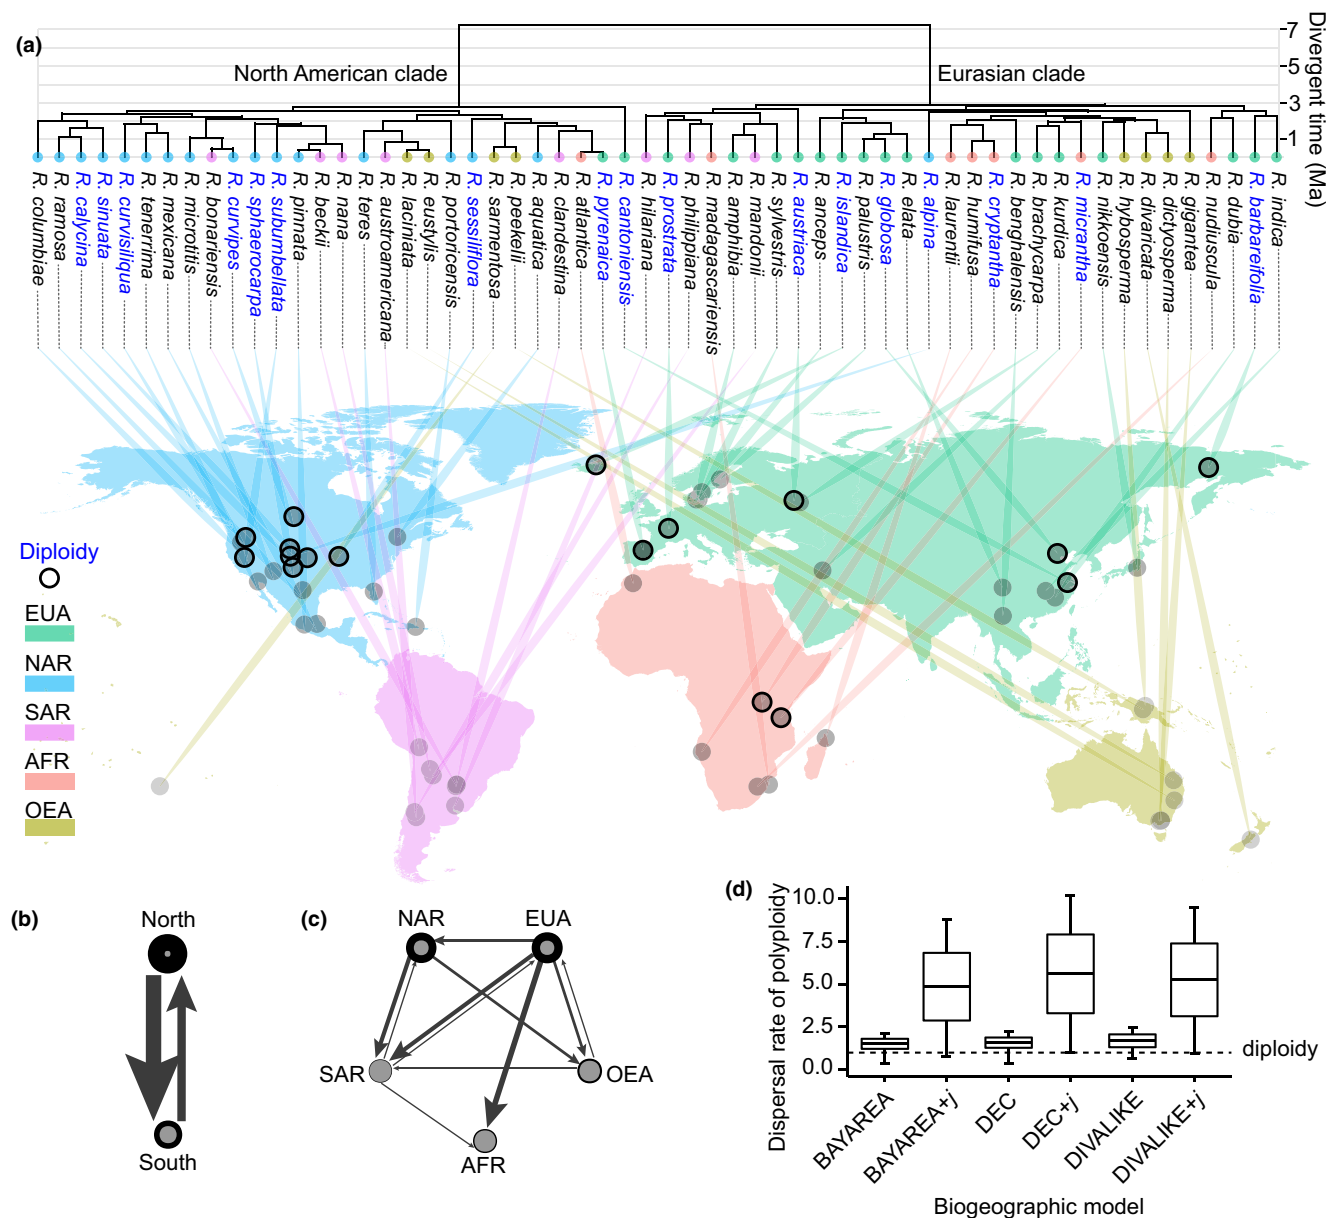 (a)
North American clade
Eurasian clade
7
5
3
1
Divergent time (Ma)
R. columbiae
R. ramosa
R. calycina
R. sinuata
R. curvisiliqua
R. tenerrima
R. mexicana
R. microtitis
R. bonariensis
R. curvipes
R. sphaerocarpa
R. subumbellata
R. pinnata
R. beckii
R. nana
R. teres
R. austroamericana
R. laciniata
R. eustylis
R. portoricensis
R. sessiliflora
R. sarmentosa
R. peekelii
R. aquatica
R. clandestina
R. atlantica
R. pyrenaica
R. cantoniensis
R. hilariana
R. prostrata
R. philippiana
R. madagascariensis
R. amphibia
R. mandonii
R. sylvestris
R. austriaca
R. anceps
R. islandica
R. palustris
R. globosa
R. elata
R. alpina
R. laurentii
R. humifusa
R. cryptantha
R. benghalensis
R. brachycarpa
R. kurdica
R. micrantha
R. nikkoensis
R. hybosperma
R. divaricata
R. dictyosperma
R. gigantea
R. nudiuscula
R. dubia
R. barbareifolia
R. indica
Diploidy
EUA
NAR
SAR
AFR
OEA
(b)
North
South
(c)
NAR
EUA
SAR
OEA
AFR
(d)
Dispersal rate of polyploidy
10.0
7.5
5.0
2.5
0.0
diploidy
BAYAREA
BAYAREA+j
DEC
DEC+j
DIVALIKE
DIVALIKE+j
Biogeographic model